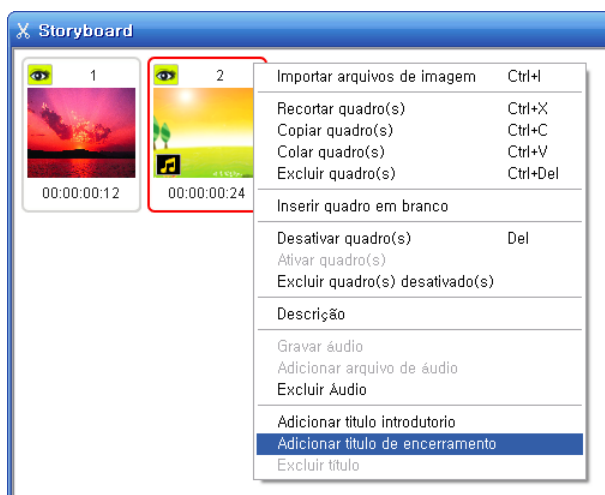 Storyboard
1
2
00:00:00:12
00:00:00:24
Importar arquivos de imagem Ctrl+I
Recortar quadro(s) Ctrl+X
Copiar quadro(s) Ctrl+C
Colar quadro(s) Ctrl+V
Excluir quadro(s) Ctrl+Del
Inserir quadro em branco
Desativar quadro(s) Del
Ativar quadro(s)
Excluir quadro(s) desativado(s)
Descrição
Gravar áudio
Adicionar arquivo de áudio
Excluir Áudio
Adicionar título introdutorio
Adicionar título de encerramento
Excluir título